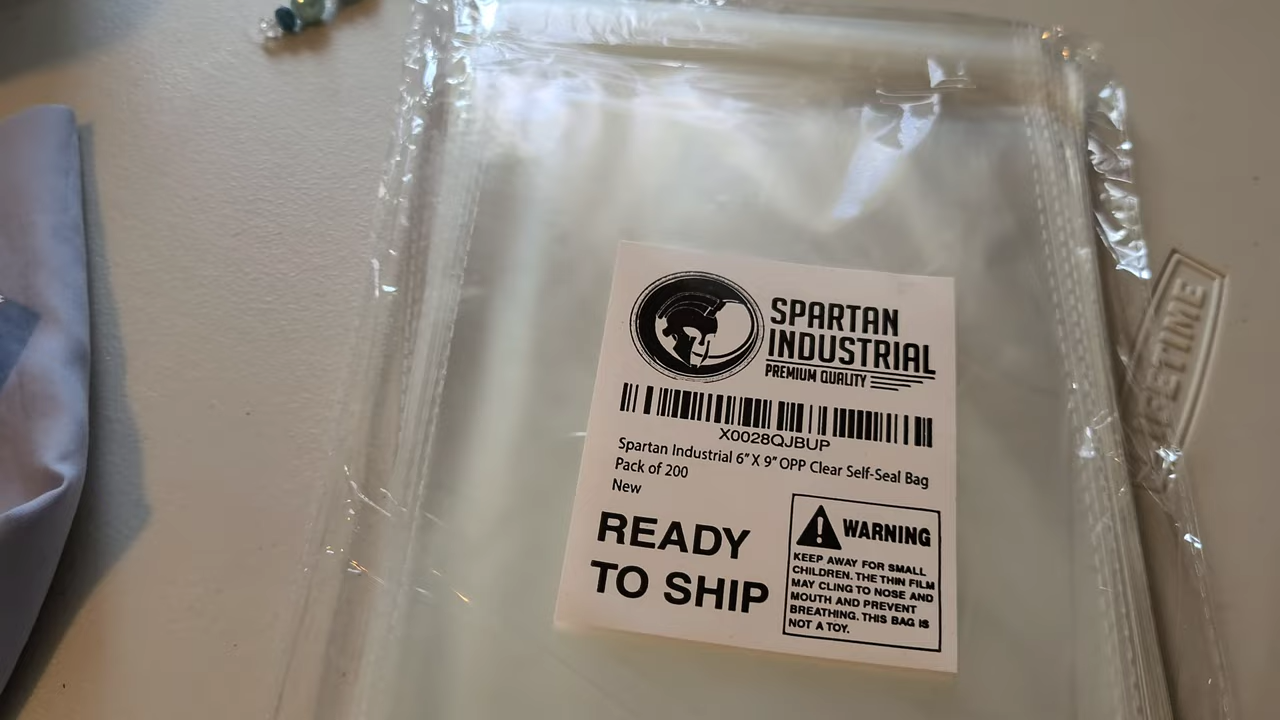 SPARTAN
INDUSTRIAL
PREMIUM QUALITY
X0028QJBUP
Spartan Industrial 6” X 9” OPP Clear Self-Seal Bag
Pack of 200
New
READY
TO SHIP
WARNING
KEEP AWAY FOR SMALL
CHILDREN. THE THIN FILM
MAY CLING TO NOSE AND
MOUTH AND PREVENT
BREATHING. THIS BAG IS
NOT A TOY.
LIFETIME